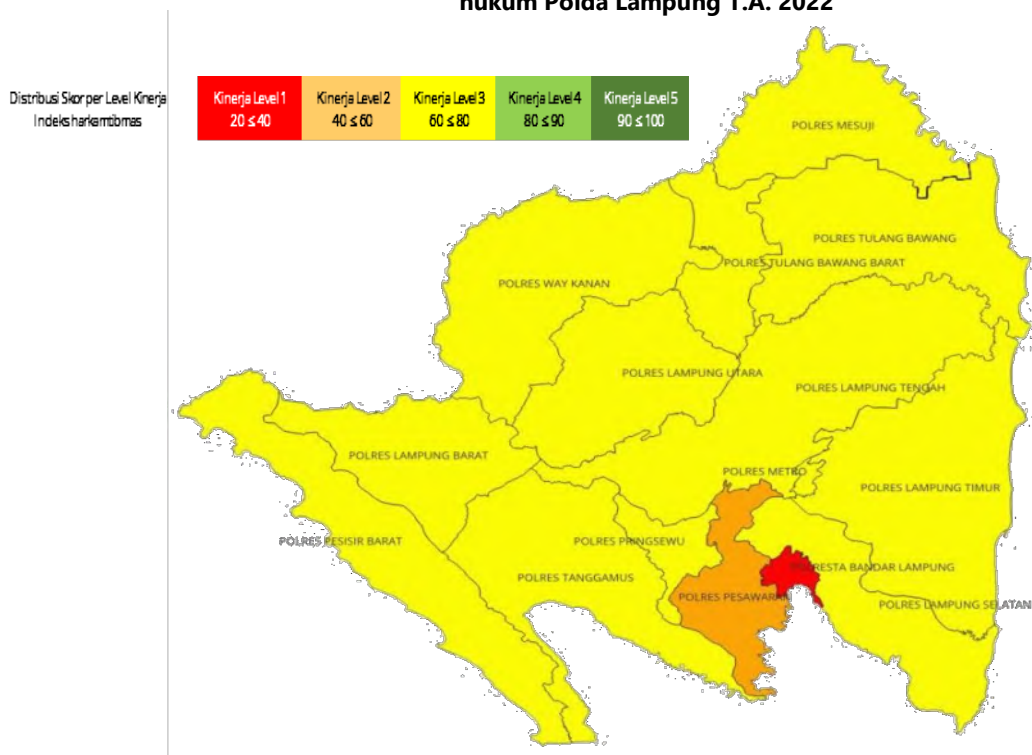 hukum Polda Lampung T.A. 2022
Distribusi Skor per Level Kinerja
Indeks harkamtibmas
Kinerja Level 1
20 ≤ 40
Kinerja Level 2
40 ≤ 60
Kinerja Level 3
60 ≤ 80
Kinerja Level 4
80 ≤ 90
Kinerja Level 5
90 ≤ 100
POLRES MESUJI
POLRES TULANG BAWANG
POLRES TULANG BAWANG BARAT
POLRES WAY KANAN
POLRES LAMPUNG UTARA
POLRES LAMPUNG TENGAH
POLRES LAMPUNG BARAT
POLRES METRO
POLRES LAMPUNG TIMUR
POLRES PESISIR BARAT
POLRES PRINGSEWU
POLRESTA BANDAR LAMPUNG
POLRES TANGGAMUS
POLRES PESAWARAN
POLRES LAMPUNG SELATAN